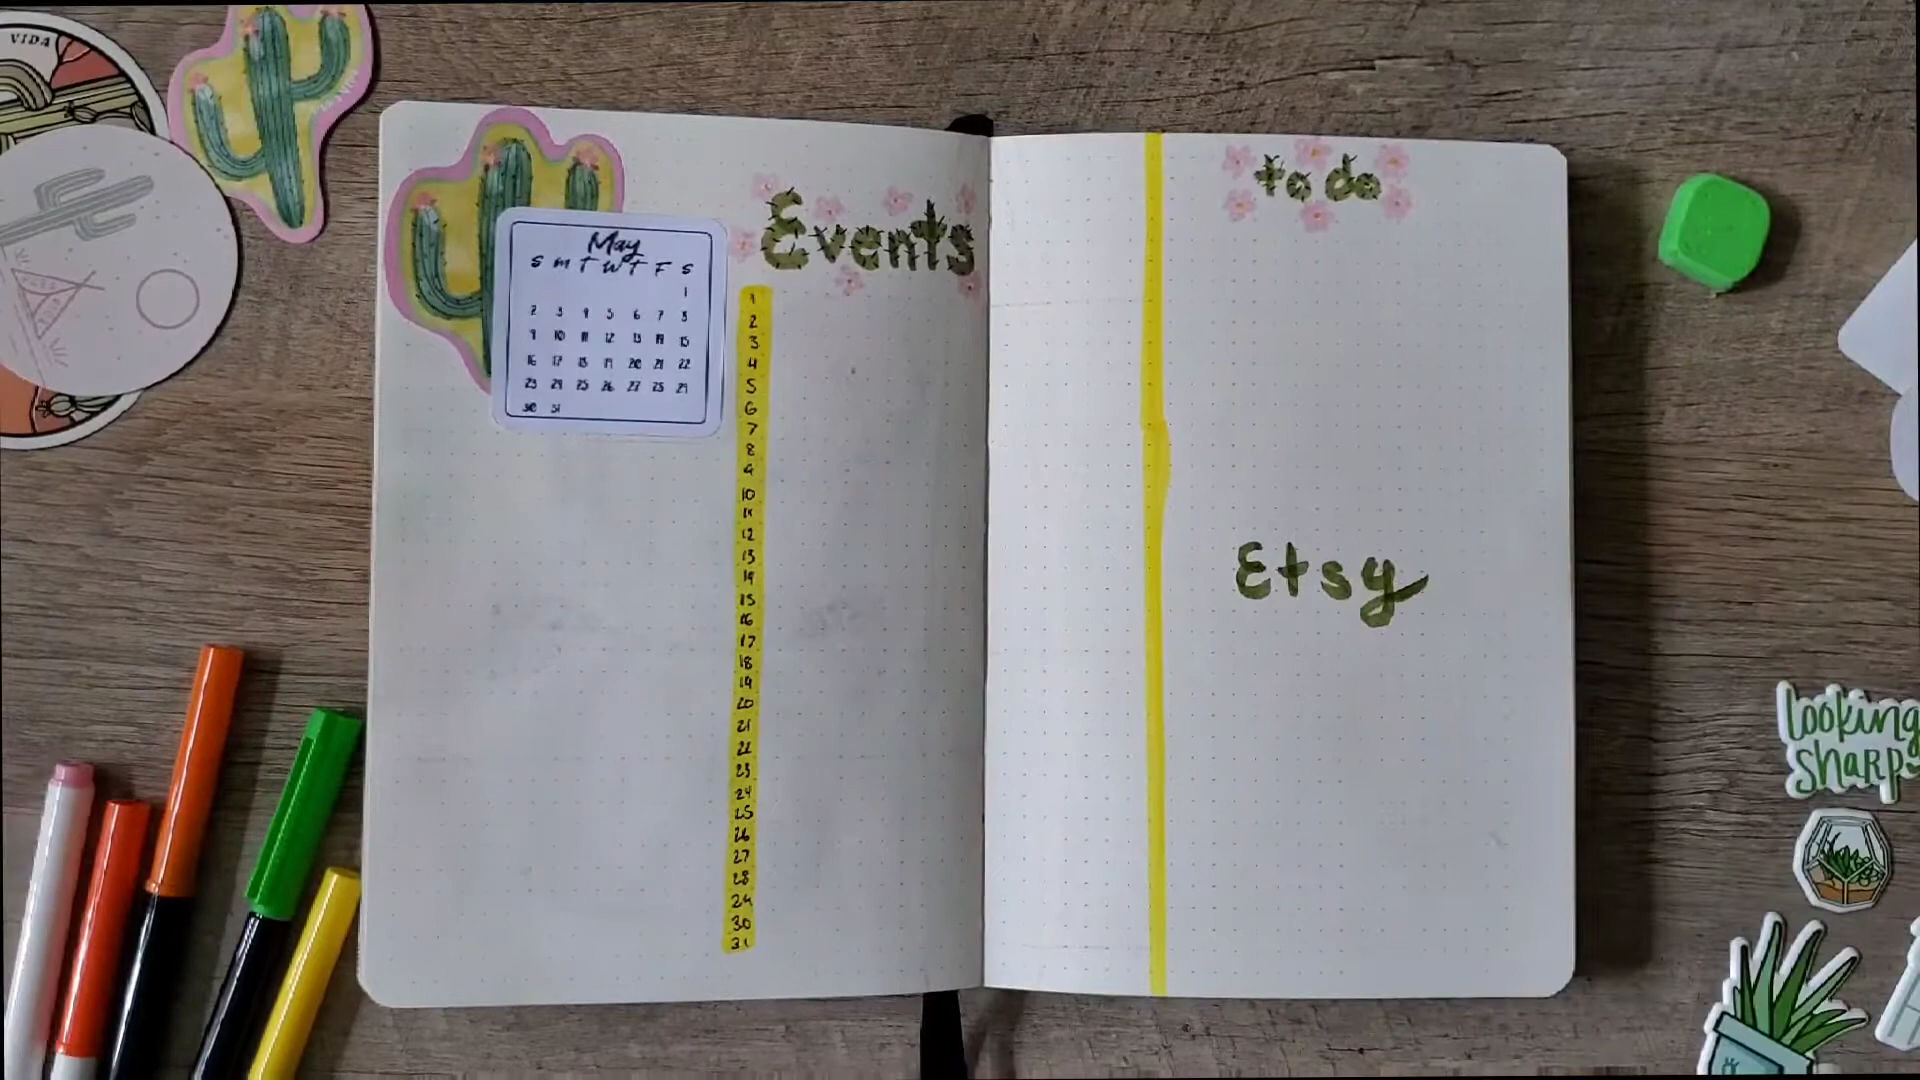 VIDA
May
S M T W T F S
1
2 3 4 5 6 7 8
9 10 11 12 13 14 15
16 17 18 19 20 21 22
23 24 25 26 27 28 29
30 31
Events
1
2
3
4
5
6
7
8
9
10
11
12
13
14
15
16
17
18
19
20
21
22
23
24
25
26
27
28
29
30
31
to do
Etsy
looking
sharp